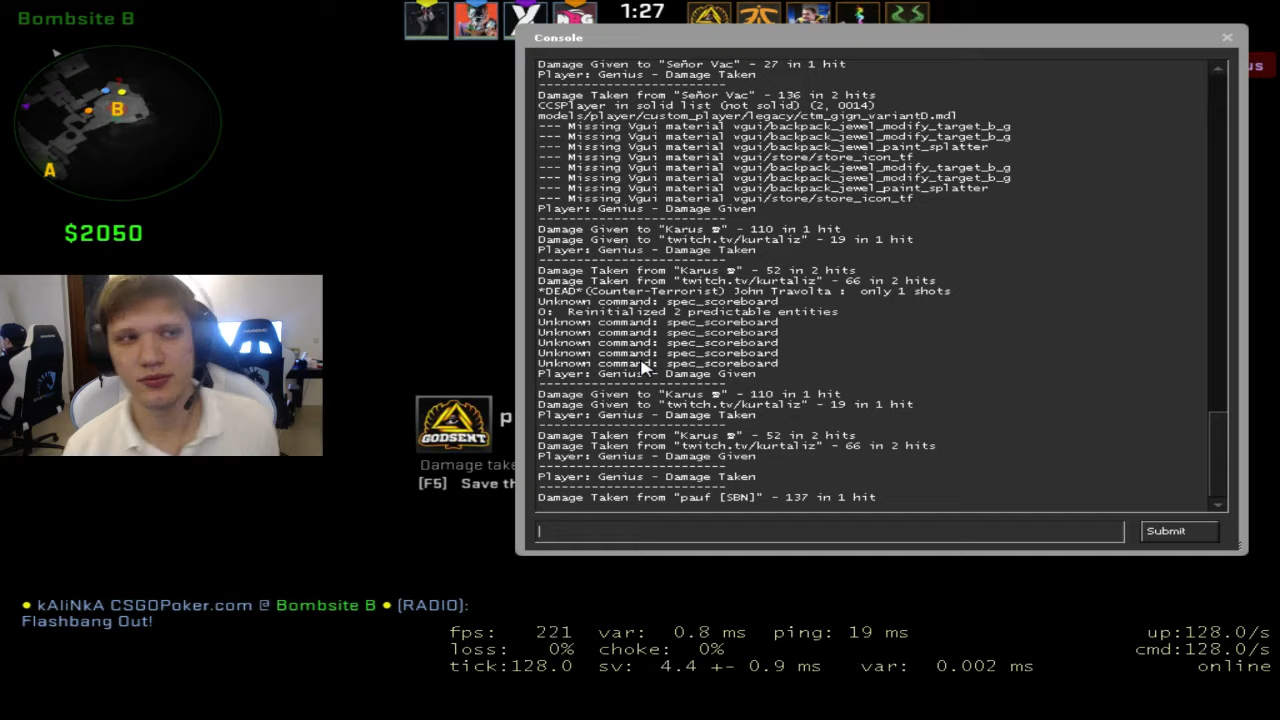 Bombsite B
1:27
B
A
$2050
us
Console
Damage Given to "Señor Vac" - 27 in 1 hit
Player: Genius - Damage Taken
-------------------------
Damage Taken from "Señor Vac" - 136 in 2 hits
CCSPlayer in solid list (not solid) (2, 0014)
models/player/custom_player/legacy/ctm_gign_variantD.mdl
--- Missing Vgui material vgui/backpack_jewel_modify_target_b_g
--- Missing Vgui material vgui/backpack_jewel_modify_target_b_g
--- Missing Vgui material vgui/backpack_jewel_paint_splatter
--- Missing Vgui material vgui/store/store_icon_tf
--- Missing Vgui material vgui/backpack_jewel_modify_target_b_g
--- Missing Vgui material vgui/backpack_jewel_modify_target_b_g
--- Missing Vgui material vgui/backpack_jewel_paint_splatter
--- Missing Vgui material vgui/store/store_icon_tf
Player: Genius - Damage Given
-------------------------
Damage Given to "Karus ☎" - 110 in 1 hit
Damage Given to "twitch.tv/kurtaliz" - 19 in 1 hit
Player: Genius - Damage Taken
-------------------------
Damage Taken from "Karus ☎" - 52 in 2 hits
Damage Taken from "twitch.tv/kurtaliz" - 66 in 2 hits
*DEAD*(Counter-Terrorist) John Travolta : only 1 shots
Unknown command: spec_scoreboard
0: Reinitialized 2 predictable entities
Unknown command: spec_scoreboard
Unknown command: spec_scoreboard
Unknown command: spec_scoreboard
Unknown command: spec_scoreboard
Unknown command: spec_scoreboard
Player: Genius - Damage Given
-------------------------
Damage Given to "Karus ☎" - 110 in 1 hit
Damage Given to "twitch.tv/kurtaliz" - 19 in 1 hit
Player: Genius - Damage Taken
-------------------------
Damage Taken from "Karus ☎" - 52 in 2 hits
Damage Taken from "twitch.tv/kurtaliz" - 66 in 2 hits
Player: Genius - Damage Given
-------------------------
Player: Genius - Damage Taken
-------------------------
Damage Taken from "pauf [SBN]" - 137 in 1 hit
Submit
GODSENT
p
Damage take
[F5] Save th
• kAliNkA CSGOPoker.com @ Bombsite B • (RADIO):
Flashbang Out!
fps: 221 var: 0.8 ms ping: 19 ms up:128.0/s
loss: 0% choke: 0% cmd:128.0/s
tick:128.0 sv: 4.4 +- 0.9 ms var: 0.002 ms online